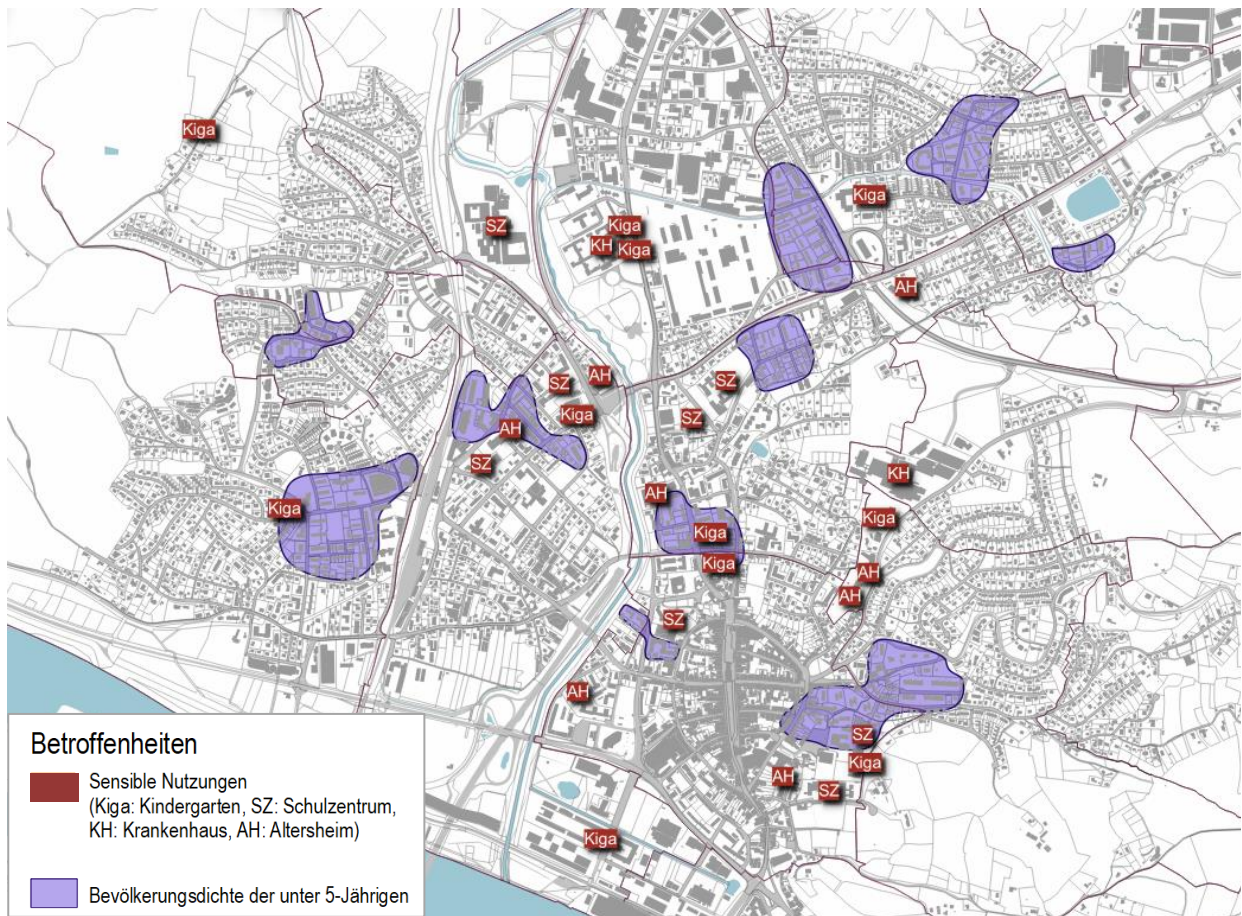 Kiga
Kiga
SZ
Kiga
KH
Kiga
AH
AH
SZ
SZ
Kiga
SZ
AH
SZ
KH
AH
Kiga
Kiga
Kiga
Kiga
AH
AH
SZ
AH
SZ
Kiga
AH
SZ
Kiga
Betroffenheiten
Sensible Nutzungen
(Kiga: Kindergarten, SZ: Schulzentrum,
KH: Krankenhaus, AH: Altersheim)
Bevölkerungsdichte der unter 5-Jährigen